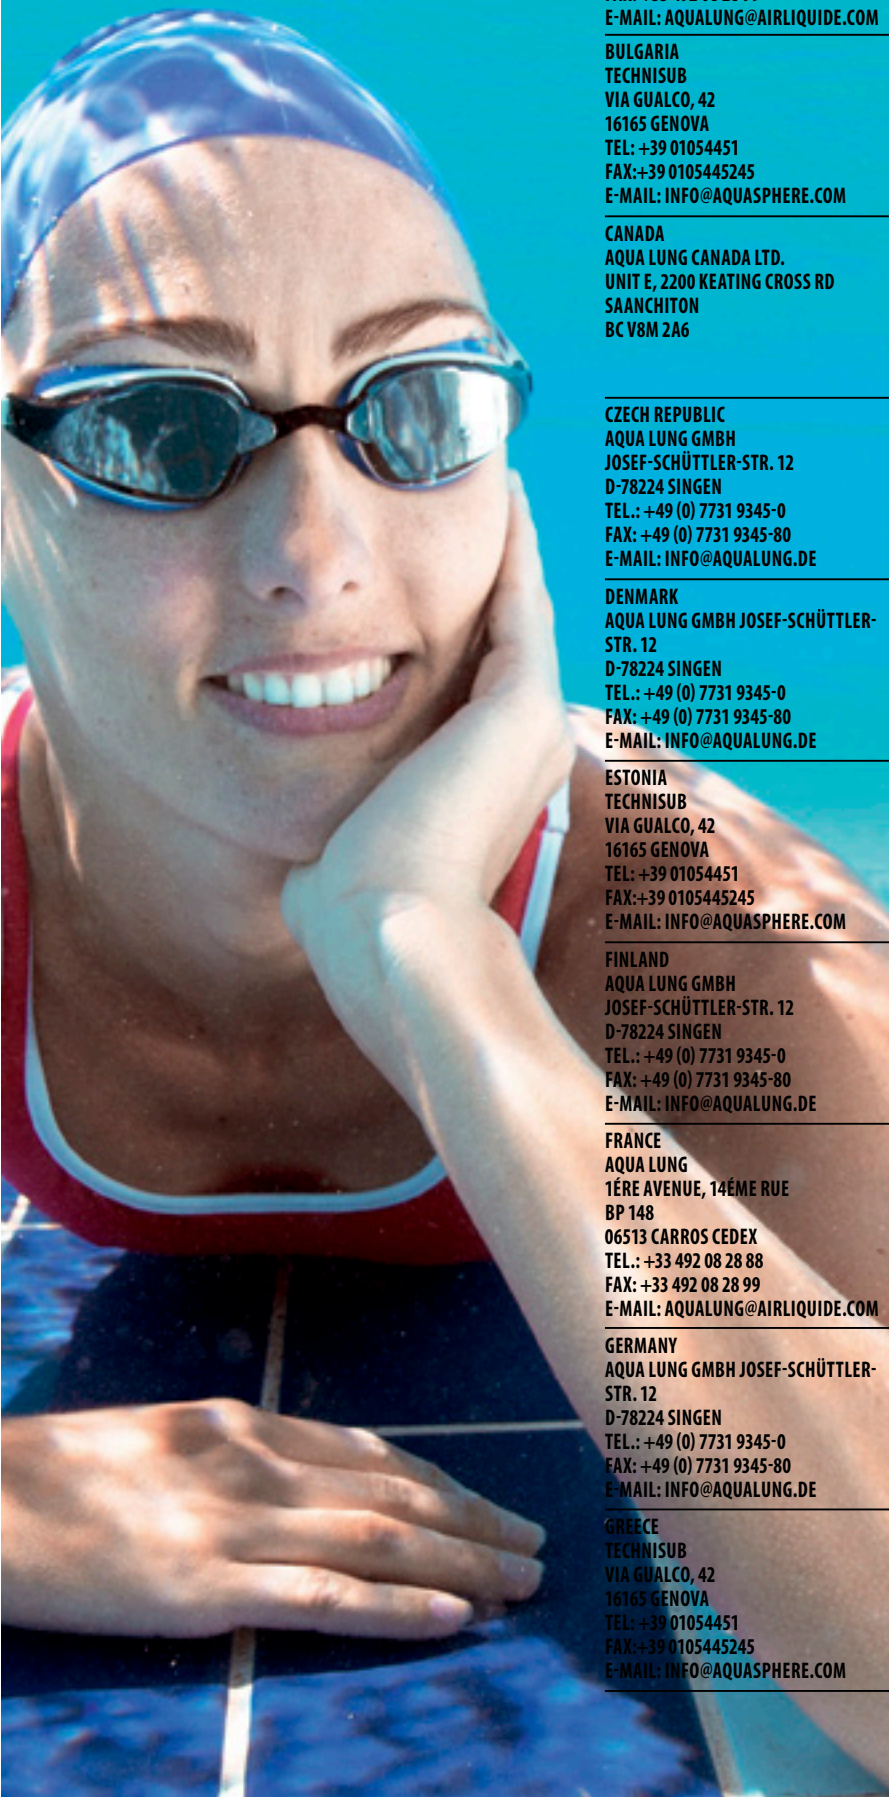 E-MAIL: AQUALUNG@AIRLIQUIDE.COM
BULGARIA
TECHNISUB
VIA GUALCO, 42
16165 GENOVA
TEL: +39 01054451
FAX:+39 0105445245
E-MAIL: INFO@AQUASPHERE.COM
CANADA
AQUA LUNG CANADA LTD.
UNIT E, 2200 KEATING CROSS RD
SAANCHITON
BC V8M 2A6
CZECH REPUBLIC
AQUA LUNG GMBH
JOSEF-SCHÜTTLER-STR. 12
D-78224 SINGEN
TEL.: +49 (0) 7731 9345-0
FAX: +49 (0) 7731 9345-80
E-MAIL: INFO@AQUALUNG.DE
DENMARK
AQUA LUNG GMBH JOSEF-SCHÜTTLER-
STR. 12
D-78224 SINGEN
TEL.: +49 (0) 7731 9345-0
FAX: +49 (0) 7731 9345-80
E-MAIL: INFO@AQUALUNG.DE
ESTONIA
TECHNISUB
VIA GUALCO, 42
16165 GENOVA
TEL: +39 01054451
FAX:+39 0105445245
E-MAIL: INFO@AQUASPHERE.COM
FINLAND
AQUA LUNG GMBH
JOSEF-SCHÜTTLER-STR. 12
D-78224 SINGEN
TEL.: +49 (0) 7731 9345-0
FAX: +49 (0) 7731 9345-80
E-MAIL: INFO@AQUALUNG.DE
FRANCE
AQUA LUNG
1ÉRE AVENUE, 14ÉME RUE
BP 148
06513 CARROS CEDEX
TEL.: +33 492 08 28 88
FAX: +33 492 08 28 99
E-MAIL: AQUALUNG@AIRLIQUIDE.COM
GERMANY
AQUA LUNG GMBH JOSEF-SCHÜTTLER-
STR. 12
D-78224 SINGEN
TEL.: +49 (0) 7731 9345-0
FAX: +49 (0) 7731 9345-80
E-MAIL: INFO@AQUALUNG.DE
GREECE
TECHNISUB
VIA GUALCO, 42
16165 GENOVA
TEL: +39 01054451
FAX:+39 0105445245
E-MAIL: INFO@AQUASPHERE.COM